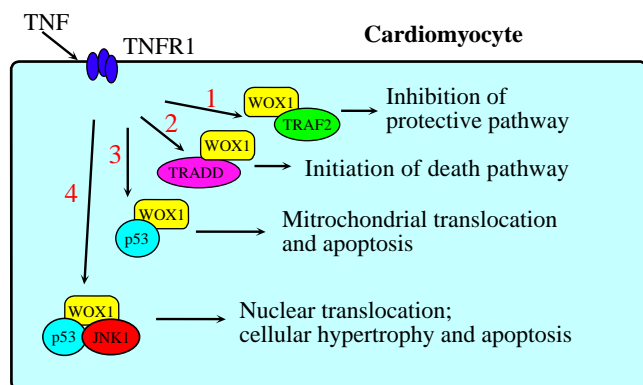 TNF
TNFR1
Cardiomyocyte
1
WOX1
TRAF2
Inhibition of
protective pathway
2
WOX1
TRADD
Initiation of death pathway
3
WOX1
p53
Mitrochondrial translocation
and apoptosis
4
WOX1
p53
JNK1
Nuclear translocation;
cellular hypertrophy and apoptosis